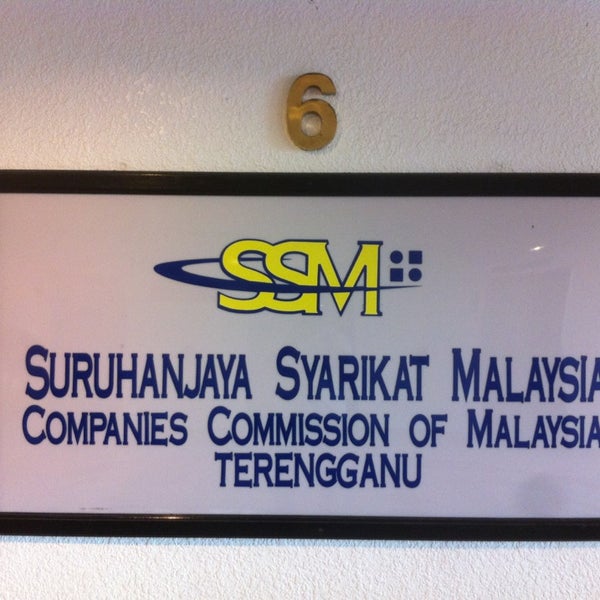 6
SSM
SURUHANJAYA SYARIKAT MALAYSIA
COMPANIES COMMISSION OF MALAYSIA
TERENGGANU